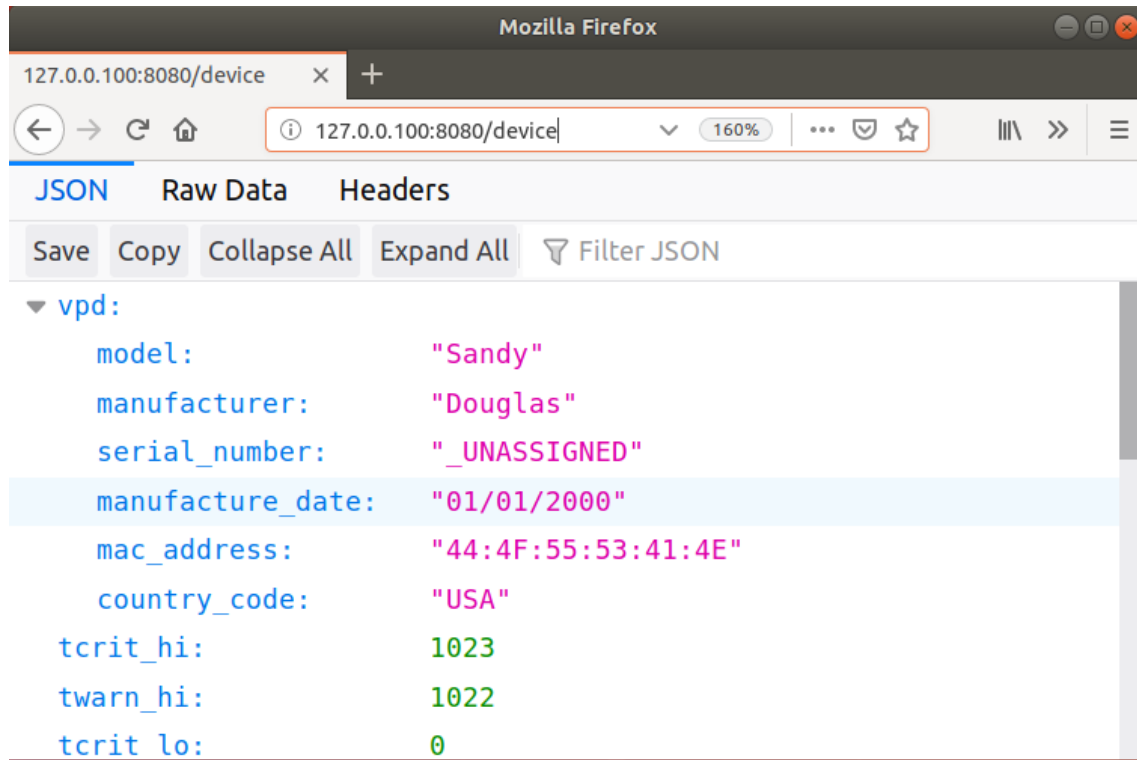 Mozilla Firefox
127.0.0.100:8080/device
127.0.0.100:8080/device 160%
JSON Raw Data Headers
Save Copy Collapse All Expand All Filter JSON
vpd:
model: "Sandy"
manufacturer: "Douglas"
serial_number: "_UNASSIGNED"
manufacture_date: "01/01/2000"
mac_address: "44:4F:55:53:41:4E"
country_code: "USA"
tcrit_hi: 1023
twarn_hi: 1022
tcrit_lo: 0